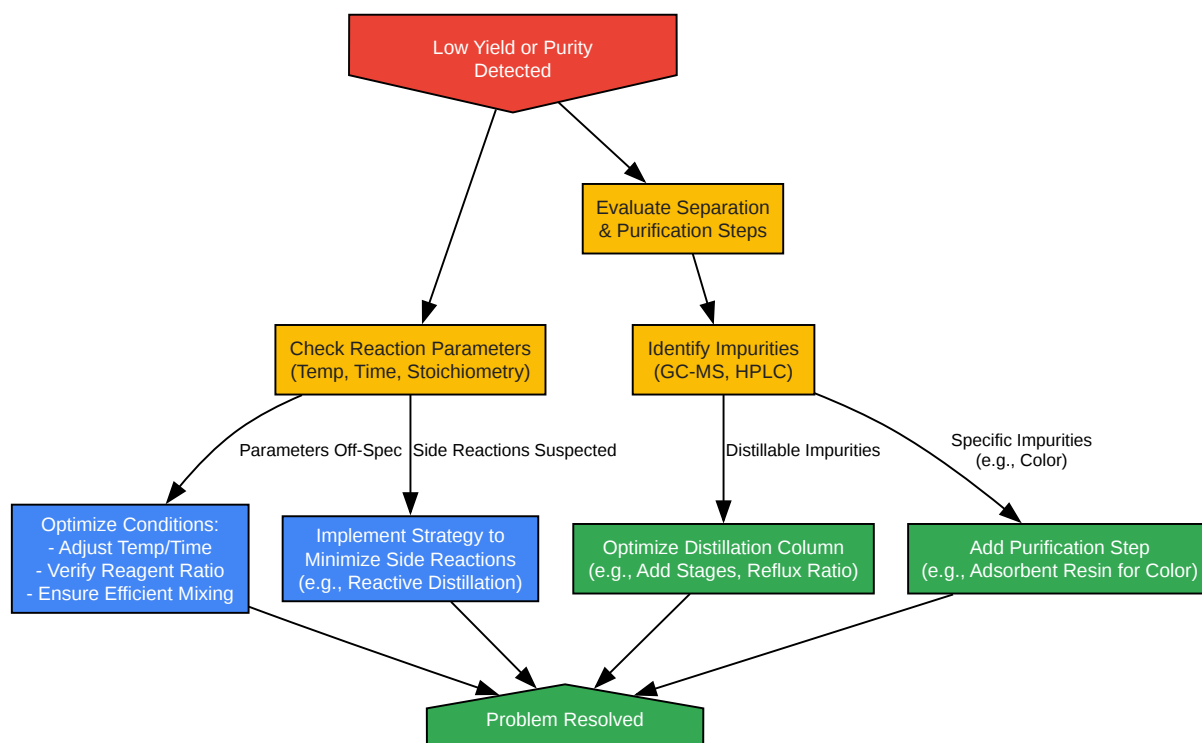 Low Yield or Purity
Detected
Evaluate Separation
& Purification Steps
Check Reaction Parameters
(Temp, Time, Stoichiometry)
Identify Impurities
(GC-MS, HPLC)
Parameters Off-Spec
Side Reactions Suspected
Distillable Impurities
Specific Impurities
(e.g., Color)
Optimize Conditions:
- Adjust Temp/Time
- Verify Reagent Ratio
- Ensure Efficient Mixing
Implement Strategy to
Minimize Side Reactions
(e.g., Reactive Distillation)
Optimize Distillation Column
(e.g., Add Stages, Reflux Ratio)
Add Purification Step
(e.g., Adsorbent Resin for Color)
Problem Resolved